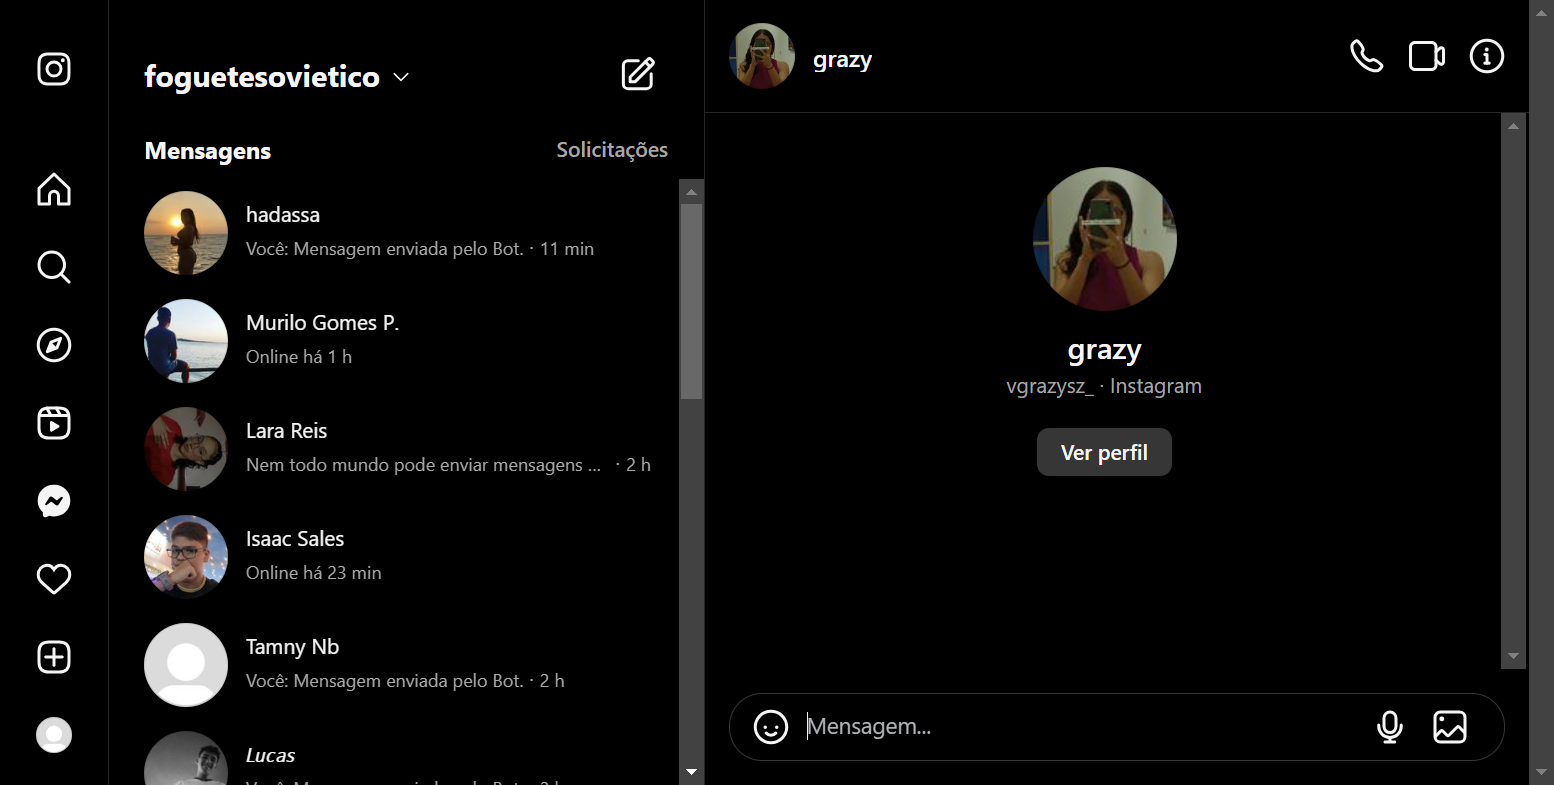 foguetesovietico
Mensagens
Solicitações
hadassa
Você: Mensagem enviada pelo Bot. · 11 min
Murilo Gomes P.
Online há 1 h
Lara Reis
Nem todo mundo pode enviar mensagens ... · 2 h
Isaac Sales
Online há 23 min
Tamny Nb
Você: Mensagem enviada pelo Bot. · 2 h
Lucas
grazy
grazy
vgrazysz_ · Instagram
Ver perfil
Mensagem...